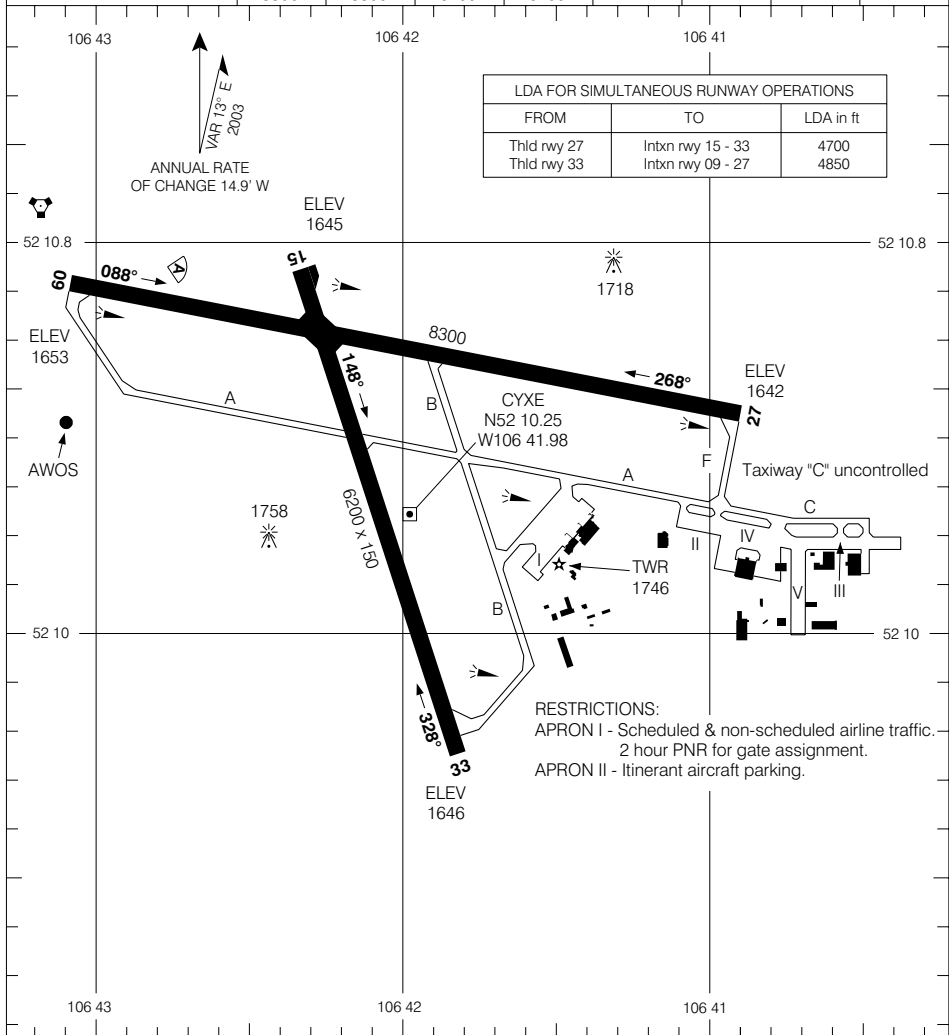 106 43
106 42
106 41
VAR 13° E
2003
ANNUAL RATE
OF CHANGE 14.9' W
LDA FOR SIMULTANEOUS RUNWAY OPERATIONS
FROM TO LDA in ft
Thld rwy 27 Intxn rwy 15 - 33 4700
Thld rwy 33 Intxn rwy 09 - 27 4850
ELEV
1645
52 10.8
52 10.8
15
09
088°
A
1718
ELEV
1653
8300
268°
ELEV
1642
27
148°
A
B
CYXE
N52 10.25
W106 41.98
AWOS
F
Taxiway "C" uncontrolled
A
C
1758
6200 x 150
II
IV
I
TWR
1746
V
III
B
52 10
52 10
RESTRICTIONS:
APRON I - Scheduled & non-scheduled airline traffic.
2 hour PNR for gate assignment.
APRON II - Itinerant aircraft parking.
328°
33
ELEV
1646
106 43
106 42
106 41